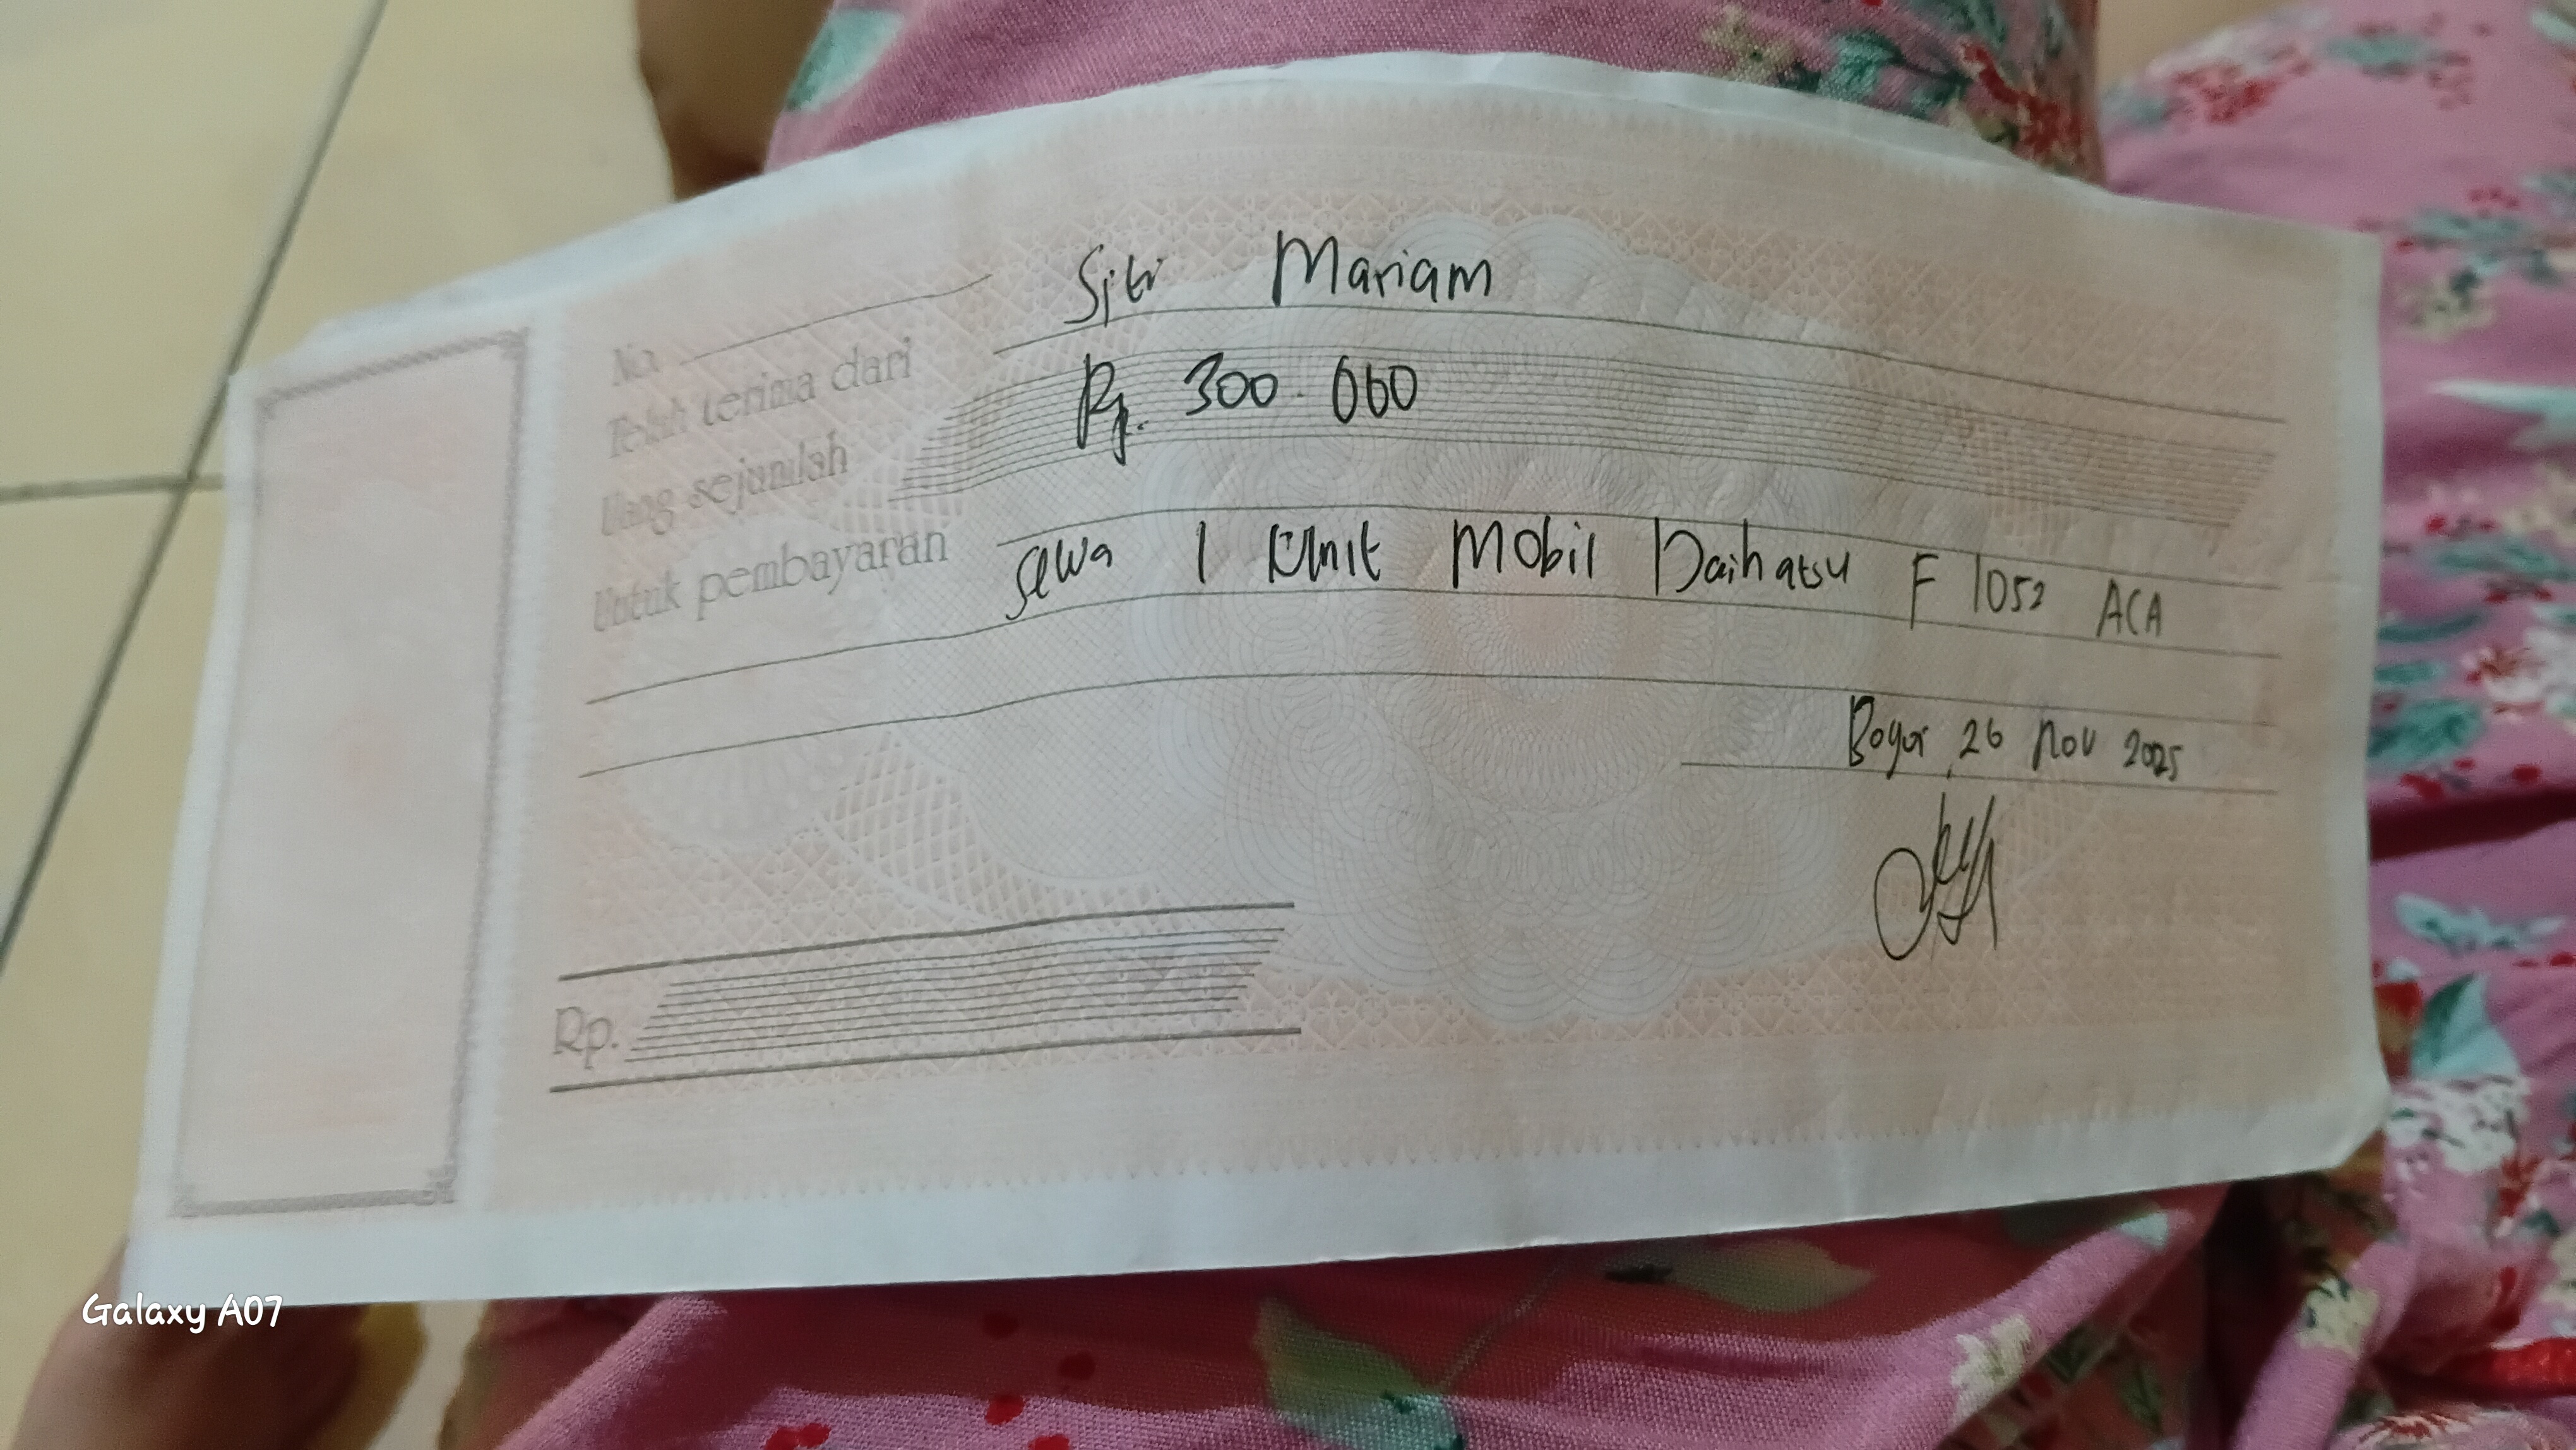 No.
Telah terima dari Siti Mariam
Uang sejumlah Rp. 300.000
Untuk pembayaran Sewa 1 Unit Mobil Daihatsu F 1052 ACA
Bogor, 26 Nov 2025
Rp.
Galaxy A07